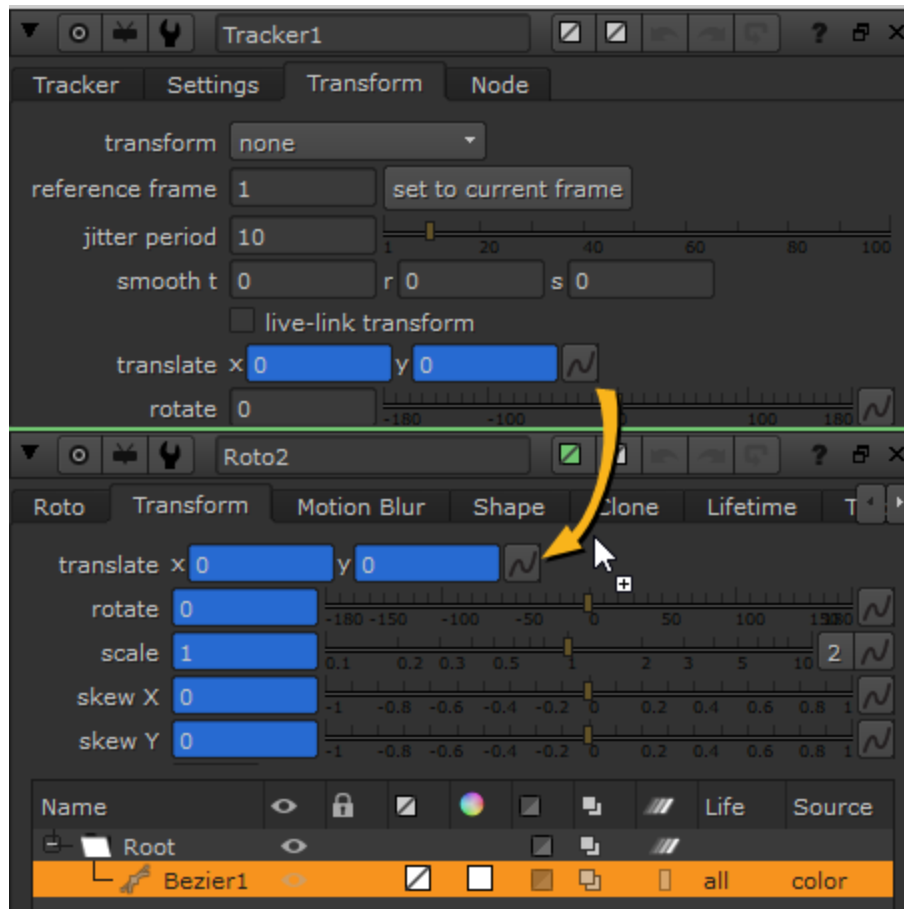 Tracker1 ?
Tracker Settings Transform Node
transform none
reference frame 1 set to current frame
jitter period 10 1 20 40 60 80 100
smooth t 0 r 0 s 0
live-link transform
translate x 0 y 0
rotate 0 -180 -100 100 180
Roto2 ?
Roto Transform Motion Blur Shape Clone Lifetime T
translate x 0 y 0
rotate 0 -180 -150 -100 -50 0 50 100 180
scale 1 0.1 0.2 0.3 0.5 1 2 3 5 10 2
skew X 0 -1 -0.8 -0.6 -0.4 -0.2 0 0.2 0.4 0.6 0.8 1
skew Y 0 -1 -0.8 -0.6 -0.4 -0.2 0 0.2 0.4 0.6 0.8 1
Name Life Source
Root
Bezier1 all color